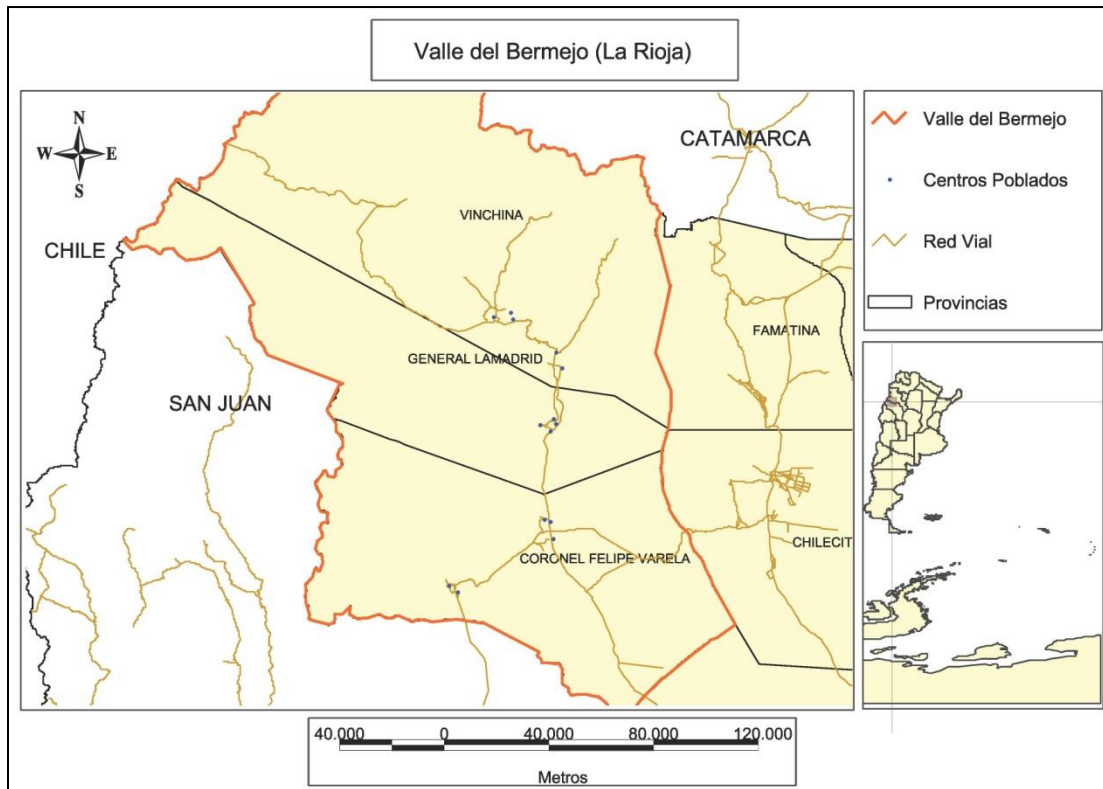 Valle del Bermejo (La Rioja)
N
W E
S
CATAMARCA
VINCHINA
CHILE
FAMATINA
GENERAL LAMADRID
SAN JUAN
CORONEL FELIPE VARELA
CHILECIT
Valle del Bermejo
Centros Poblados
Red Vial
Provincias
40.000 0 40.000 80.000 120.000
Metros